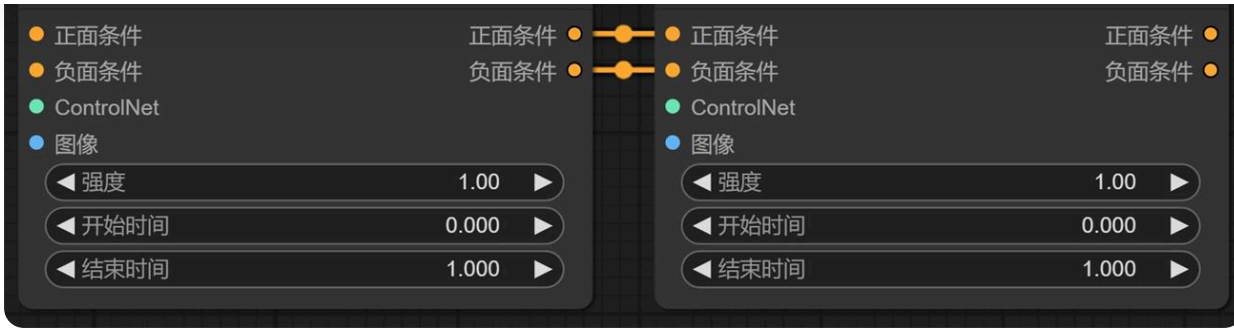 正面条件 正面条件 正面条件 正面条件
负面条件 负面条件 负面条件 负面条件
ControlNet ControlNet
图像 图像
强度 1.00 强度 1.00
开始时间 0.000 开始时间 0.000
结束时间 1.000 结束时间 1.000